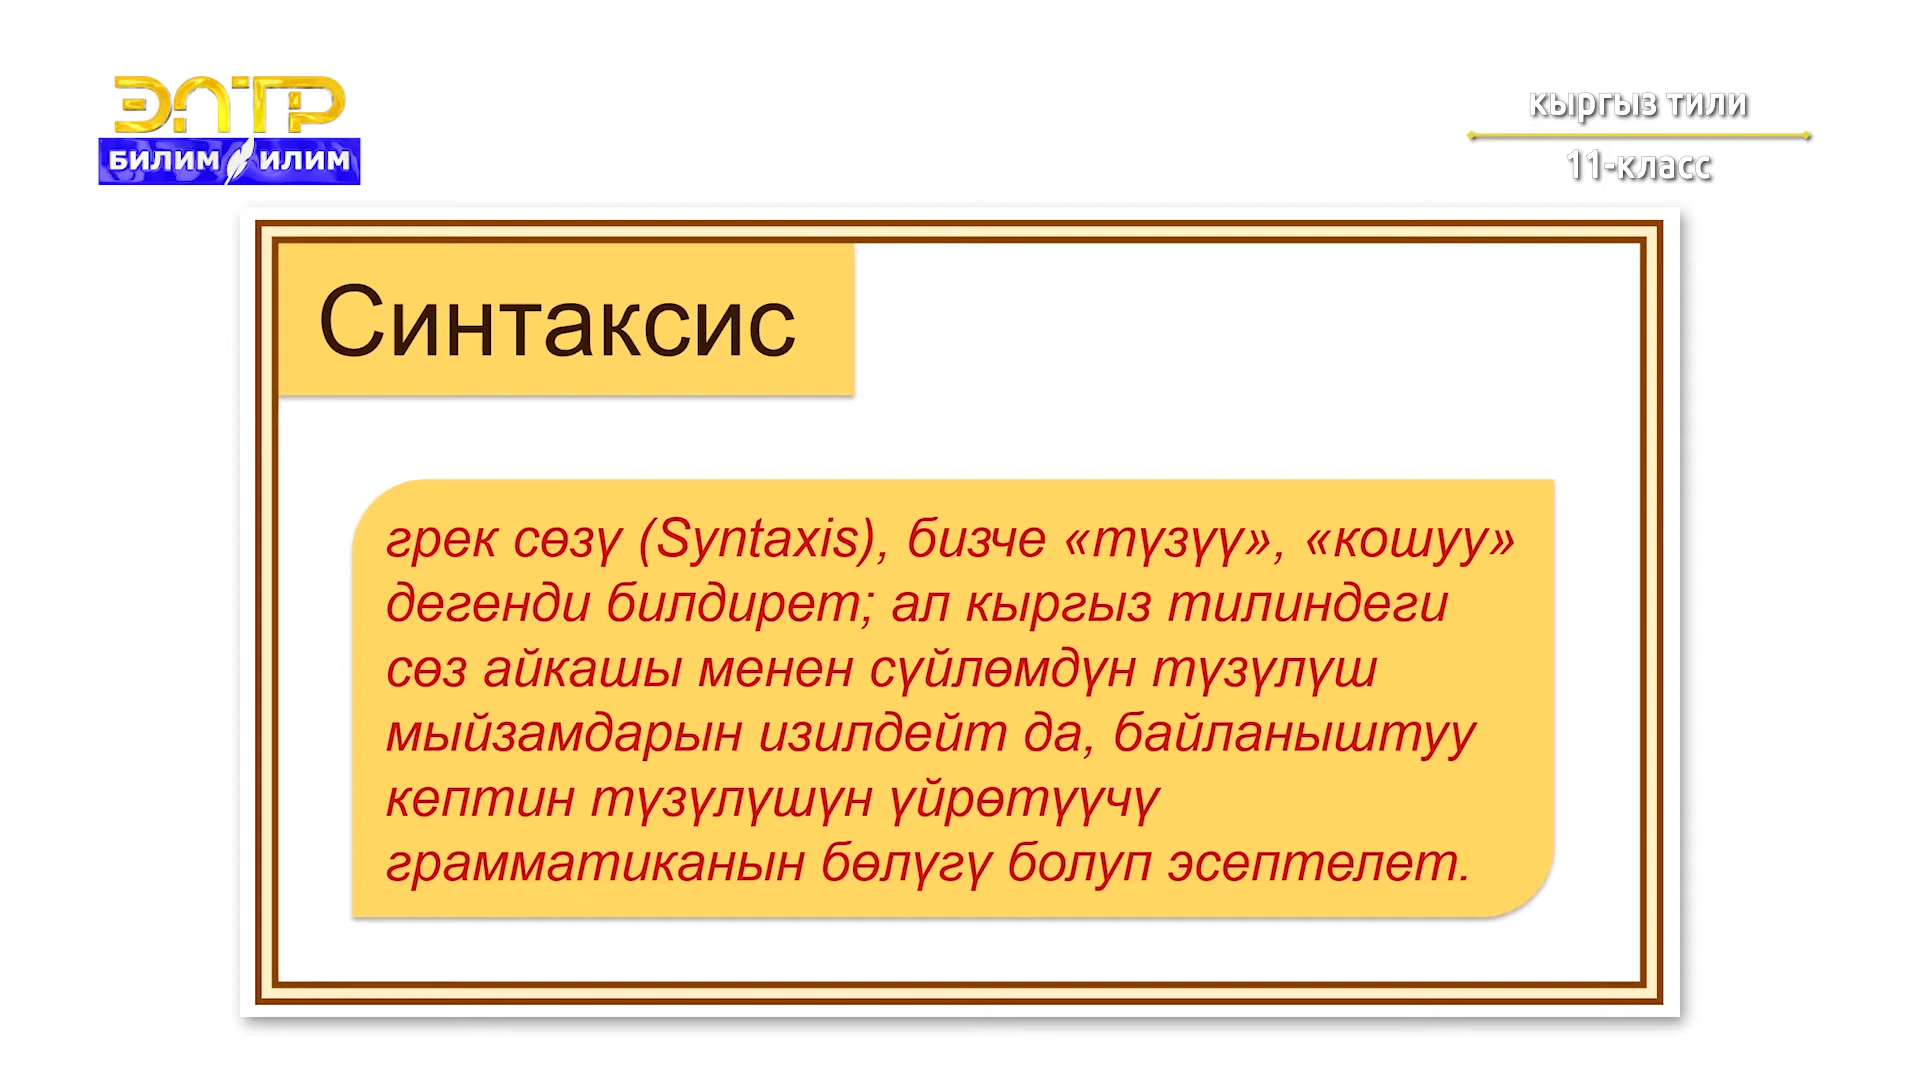 ЭЛТР
БИЛИМ ИЛИМ
кыргыз тили
11-класс
Синтаксис
грек сөзү (Syntaxis), бизче «түзүү», «кошуу»
дегенди билдирет; ал кыргыз тилиндеги
сөз айкашы менен сүйлөмдүн түзүлүш
мыйзамдарын изилдейт да, байланыштуу
кептин түзүлүшүн үйрөтүүчү
грамматиканын бөлүгү болуп эсептелет.